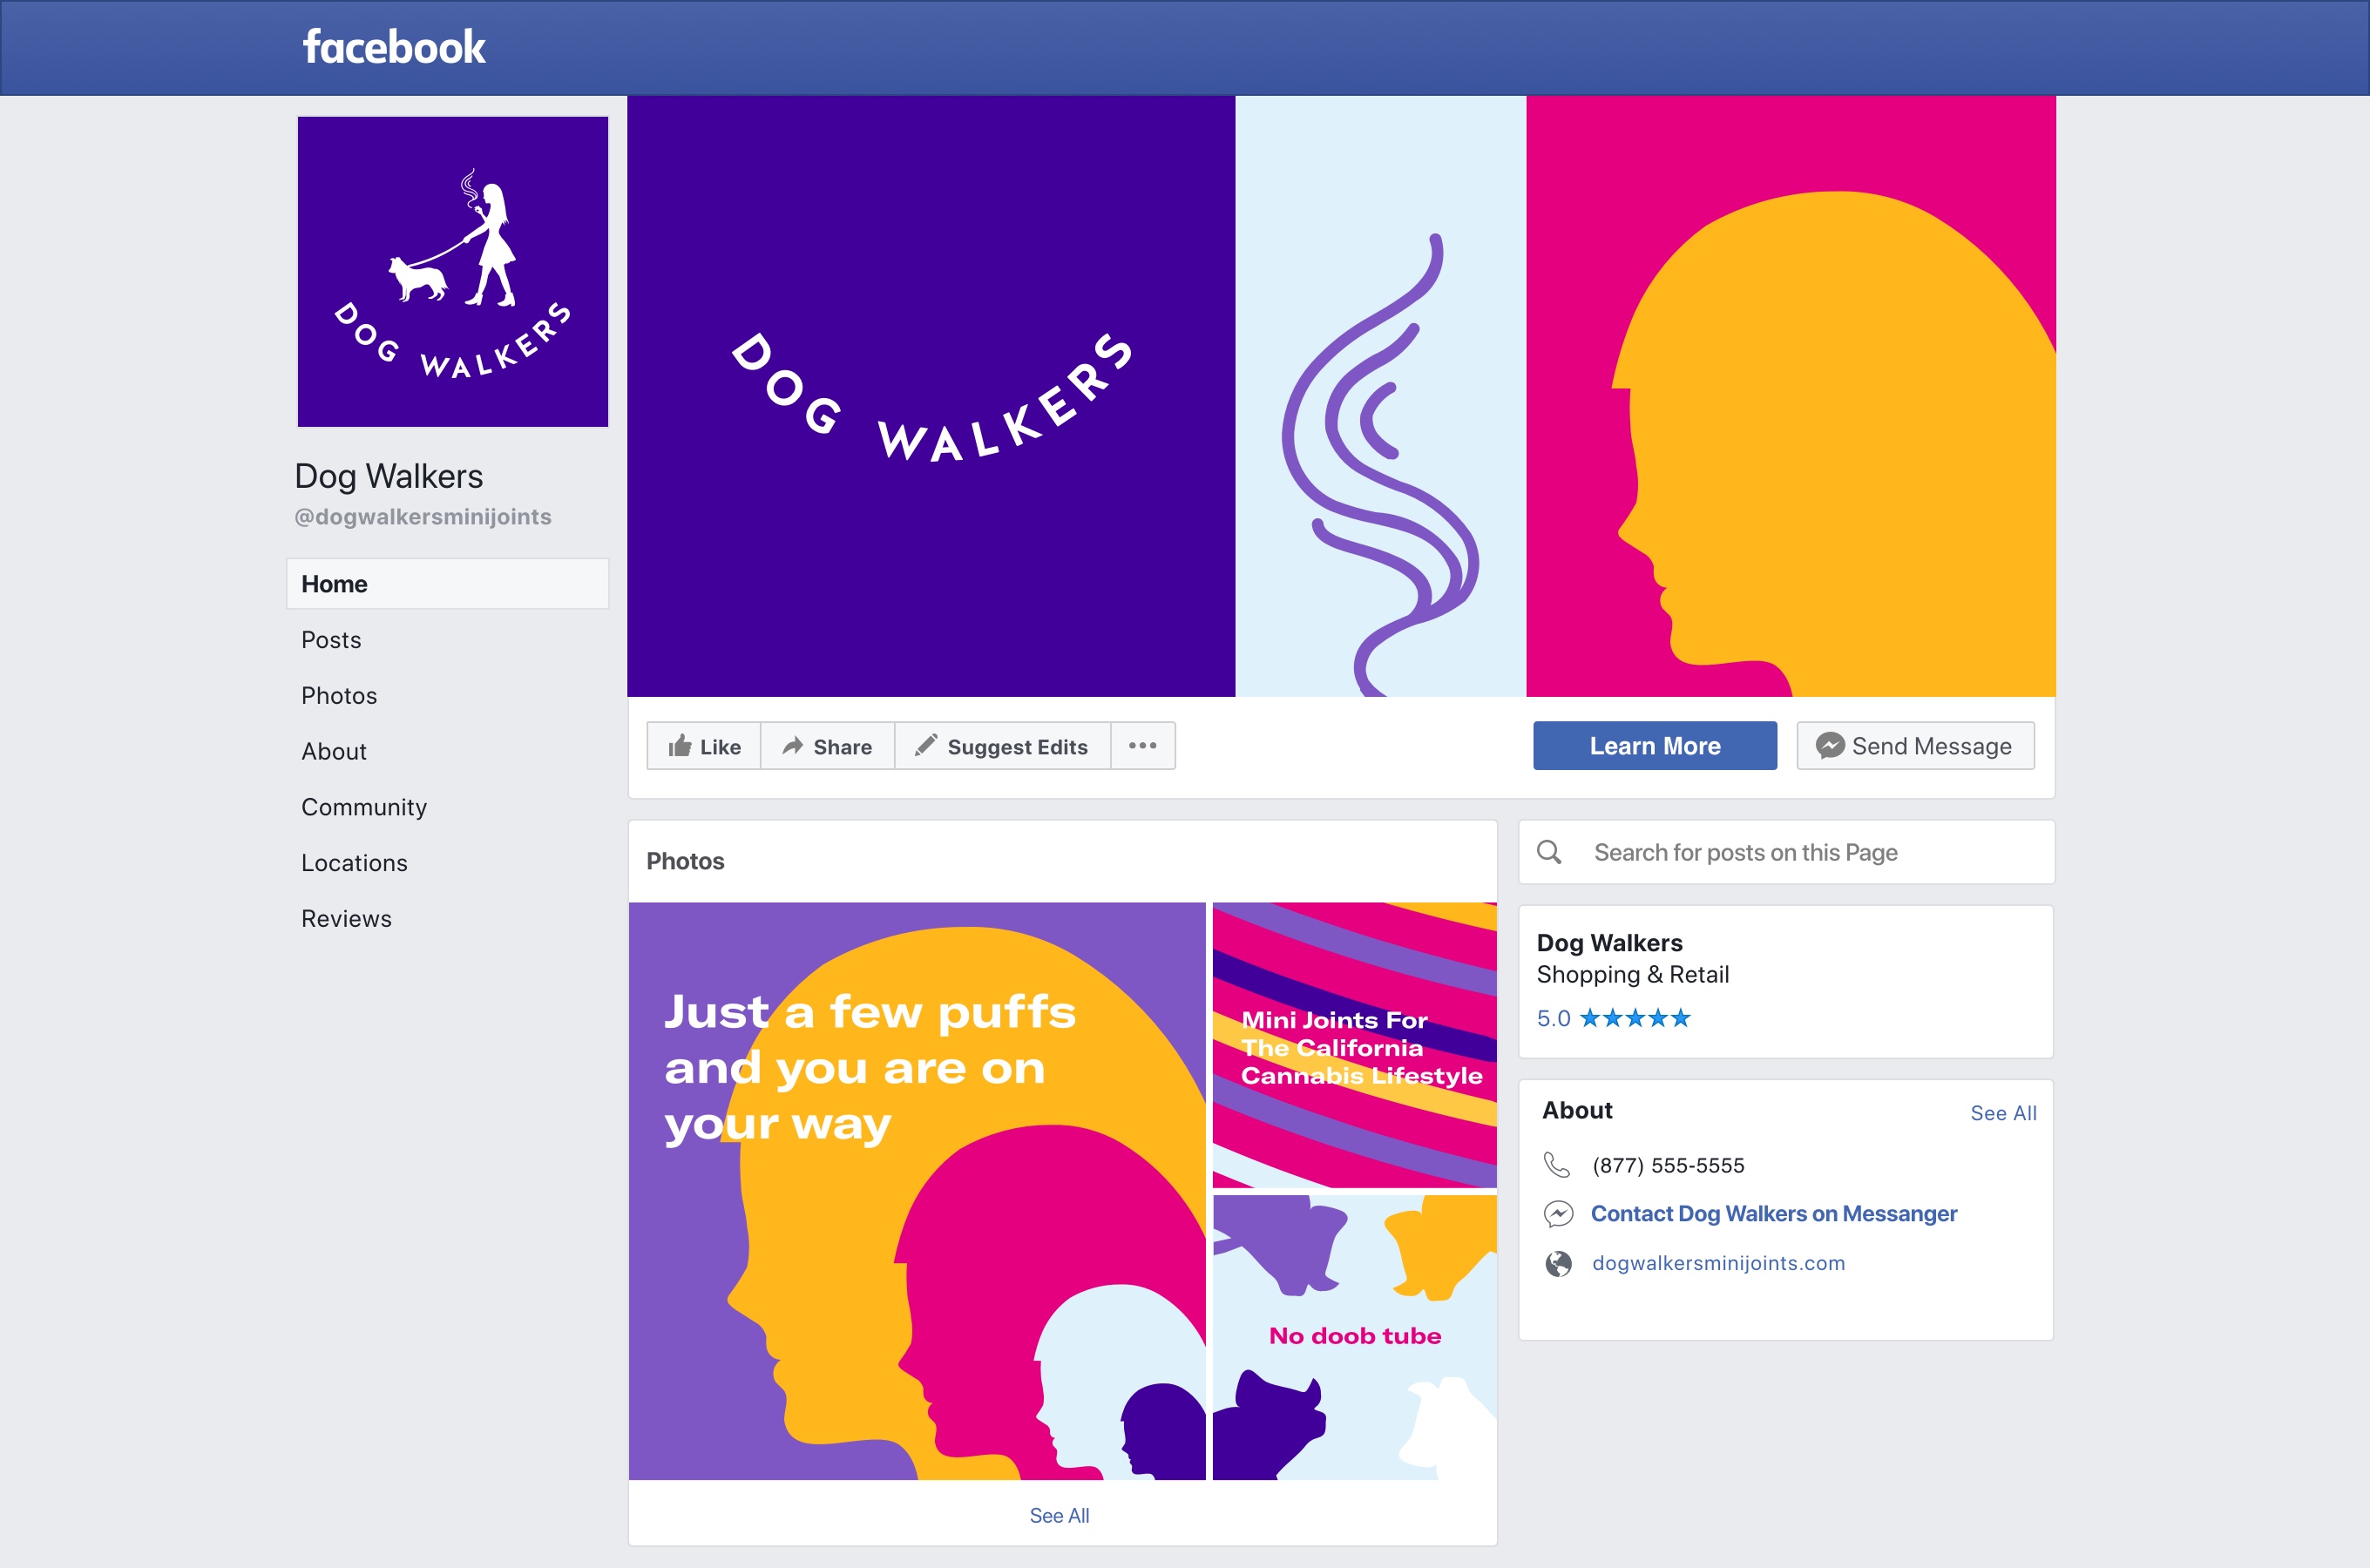 facebook
DOG WALKERS
Dog Walkers
@dogwalkersminijoints
Home
Posts
Photos
About
Community
Locations
Reviews
DOG WALKERS
Like
Share
Suggest Edits
Learn More
Send Message
Photos
Just a few puffs
and you are on
your way
Mini Joints For
The California
Cannabis Lifestyle
No doob tube
See All
Search for posts on this Page
Dog Walkers
Shopping & Retail
5.0
About
See All
(877) 555-5555
Contact Dog Walkers on Messanger
dogwalkersminijoints.com